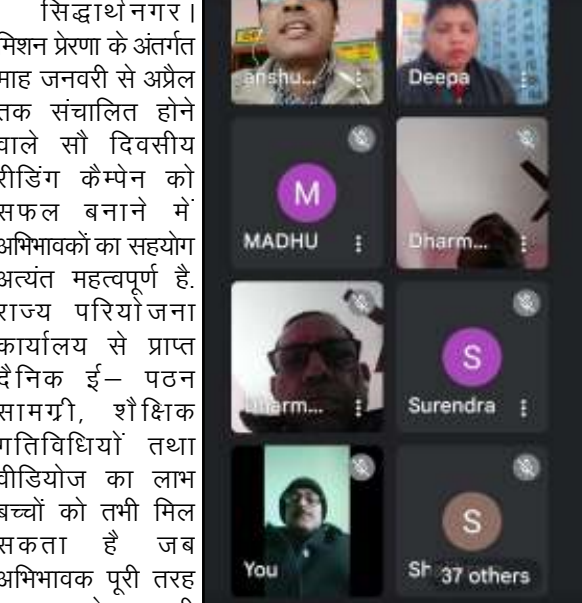 सिद्धार्थनगर।
मिशन प्रेरणा के अंतर्गत
माह जनवरी से अप्रैल
तक संचालित होने
वाले सौ दिवसीय
रीडिंग कैम्पेन को
सफल बनाने में
अभिभावकों का सहयोग
अत्यंत महत्वपूर्ण है.
राज्य परियोजना
कार्यालय से प्राप्त
दैनिक ई– पठन
सामग्री, शैक्षिक
गतिविधियों तथा
वीडियोज का लाभ
बच्चों को तभी मिल
सकता है जब
अभिभावक पूरी तरह
anshu...
Deepa
M
MADHU
Dharm...
S
Surendra
You
S
37 others